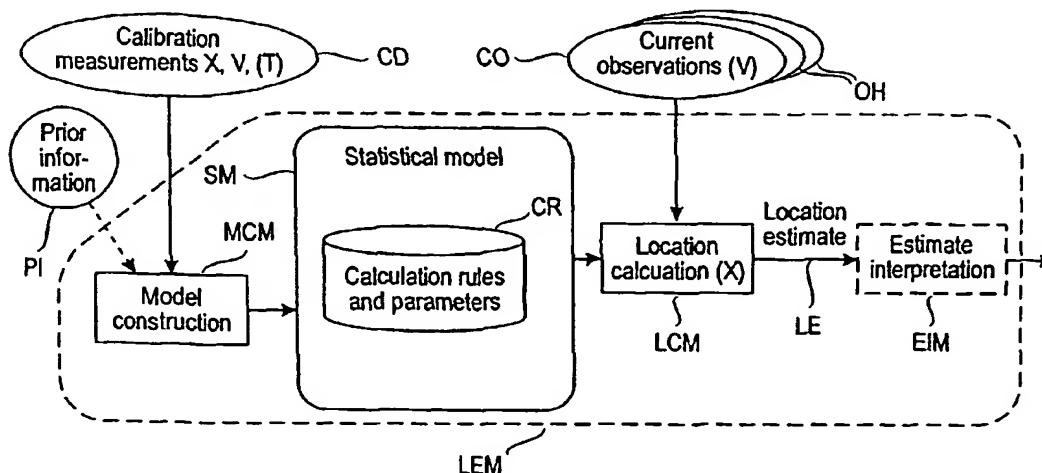 Calibration
measurements X, V, (T)
CD
CO
Current
observations (V)
OH
Prior
infor-
mation
PI
SM
Statistical model
CR
Calculation rules
and parameters
MCM
Model
construction
Location
calcuation (X)
LCM
Location
estimate
LE
Estimate
interpretation
EIM
LEM